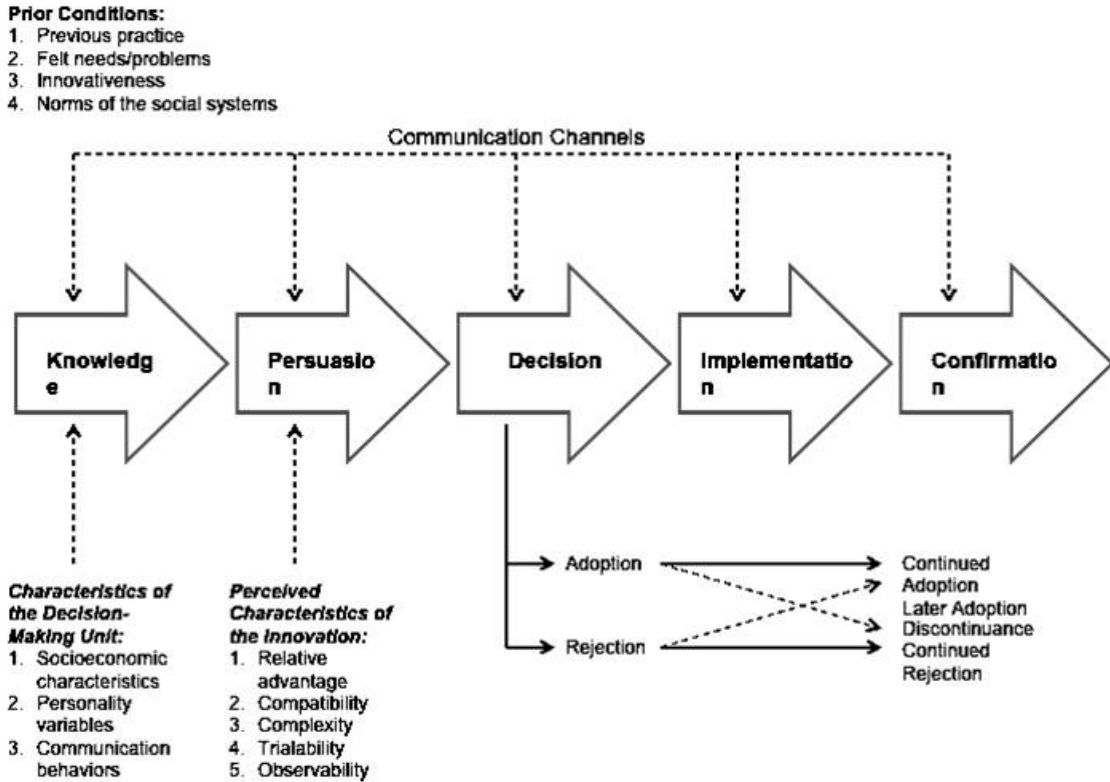 Prior Conditions:
1. Previous practice
2. Felt needs/problems
3. Innovativeness
4. Norms of the social systems
Communication Channels
Knowledg
e
Persuasio
n
Decision
Implementatio
n
Confirmatio
n
Adoption
Rejection
Continued
Adoption
Later Adoption
Discontinuance
Continued
Rejection
Characteristics of
the Decision-
Making Unit:
1. Socioeconomic
characteristics
2. Personality
variables
3. Communication
behaviors
Perceived
Characteristics of
the Innovation:
1. Relative
advantage
2. Compatibility
3. Complexity
4. Trialability
5. Observability